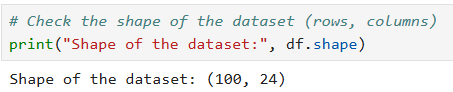 # Check the shape of the dataset (rows, columns)
print("Shape of the dataset:", df.shape)
Shape of the dataset: (100, 24)